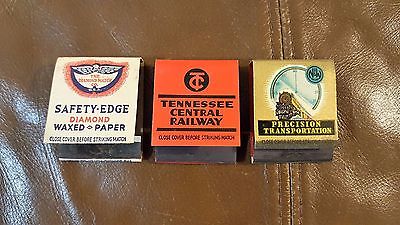 THE
DIAMOND MATCH
SAFETY-EDGE
DIAMOND
WAXED PAPER
CLOSE COVER BEFORE STRIKING MATCH
TC
TENNESSEE
CENTRAL
RAILWAY
CLOSE COVER BEFORE STRIKING MATCH
PRECISION
TRANSPORTATION
CLOSE COVER BEFORE STRIKING MATCH